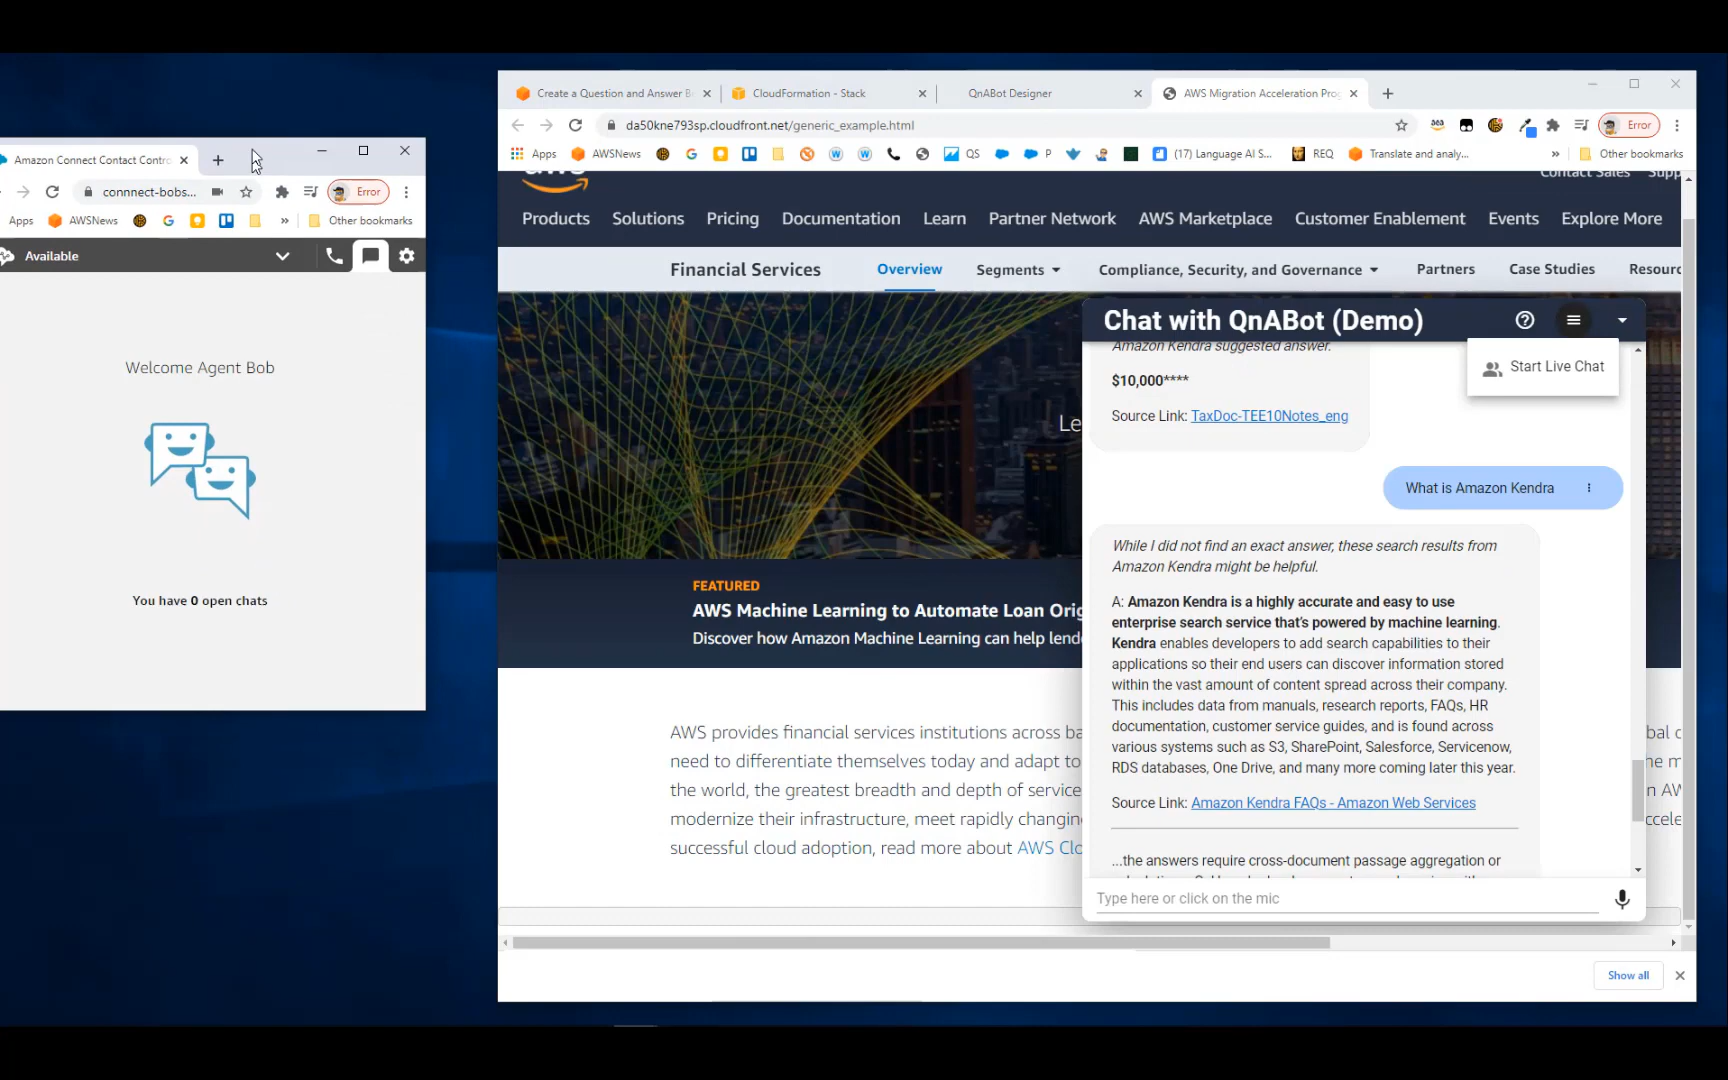 Amazon Connect Contact Contro
connnect-bobs...
Error
Apps
AWSNews
Other bookmarks
Available
Welcome Agent Bob
You have 0 open chats
Create a Question and Answer B
CloudFormation - Stack
QnABot Designer
AWS Migration Acceleration Prog
da50kne793sp.cloudfront.net/generic_example.html
Error
Apps
AWSNews
QS
P
(17) Language AI S...
REQ
Translate and analy...
Other bookmarks
aws
Contact Sales
Supp
Products
Solutions
Pricing
Documentation
Learn
Partner Network
AWS Marketplace
Customer Enablement
Events
Explore More
Financial Services
Overview
Segments
Compliance, Security, and Governance
Partners
Case Studies
Resourc
Le
FEATURED
AWS Machine Learning to Automate Loan Orig
Discover how Amazon Machine Learning can help lende
AWS provides financial services institutions across ba
need to differentiate themselves today and adapt to
the world, the greatest breadth and depth of service
modernize their infrastructure, meet rapidly changin
successful cloud adoption, read more about AWS Clo
Chat with QnABot (Demo)
Start Live Chat
Amazon Kendra suggested answer.
$10,000****
Source Link: TaxDoc-TEE10Notes_eng
What is Amazon Kendra
While I did not find an exact answer, these search results from
Amazon Kendra might be helpful.
A: Amazon Kendra is a highly accurate and easy to use
enterprise search service that's powered by machine learning.
Kendra enables developers to add search capabilities to their
applications so their end users can discover information stored
within the vast amount of content spread across their company.
This includes data from manuals, research reports, FAQs, HR
documentation, customer service guides, and is found across
various systems such as S3, SharePoint, Salesforce, Servicenow,
RDS databases, One Drive, and many more coming later this year.
Source Link: Amazon Kendra FAQs - Amazon Web Services
...the answers require cross-document passage aggregation or
Type here or click on the mic
Show all